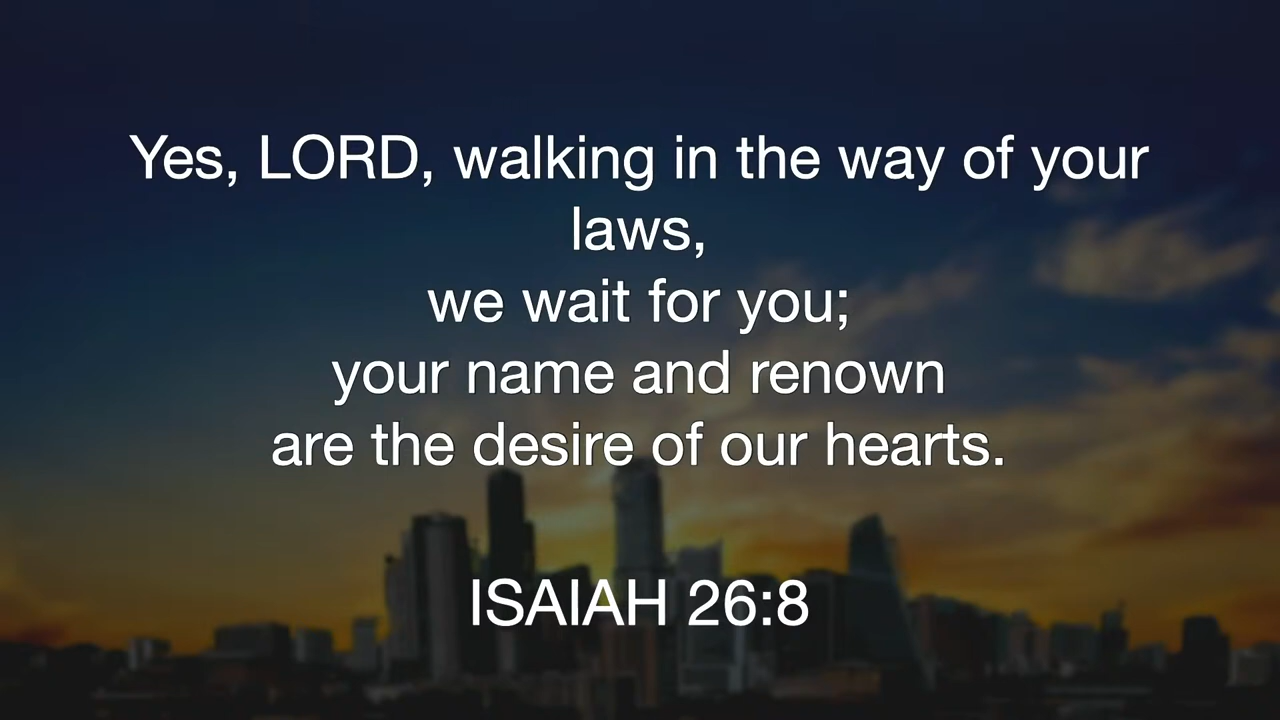 Yes, LORD, walking in the way of your
laws,
we wait for you;
your name and renown
are the desire of our hearts.
ISAIAH 26:8